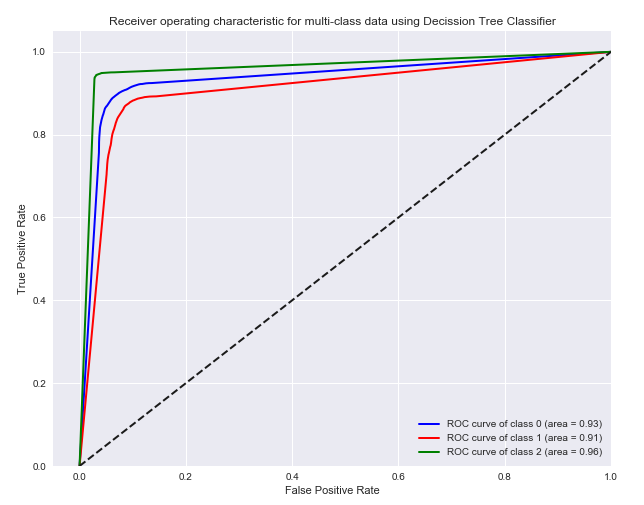 Receiver operating characteristic for multi-class data using Decission Tree Classifier
1.0
0.8
0.6
0.4
0.2
0.0
True Positive Rate
0.0 0.2 0.4 0.6 0.8 1.0
False Positive Rate
ROC curve of class 0 (area = 0.93)
ROC curve of class 1 (area = 0.91)
ROC curve of class 2 (area = 0.96)